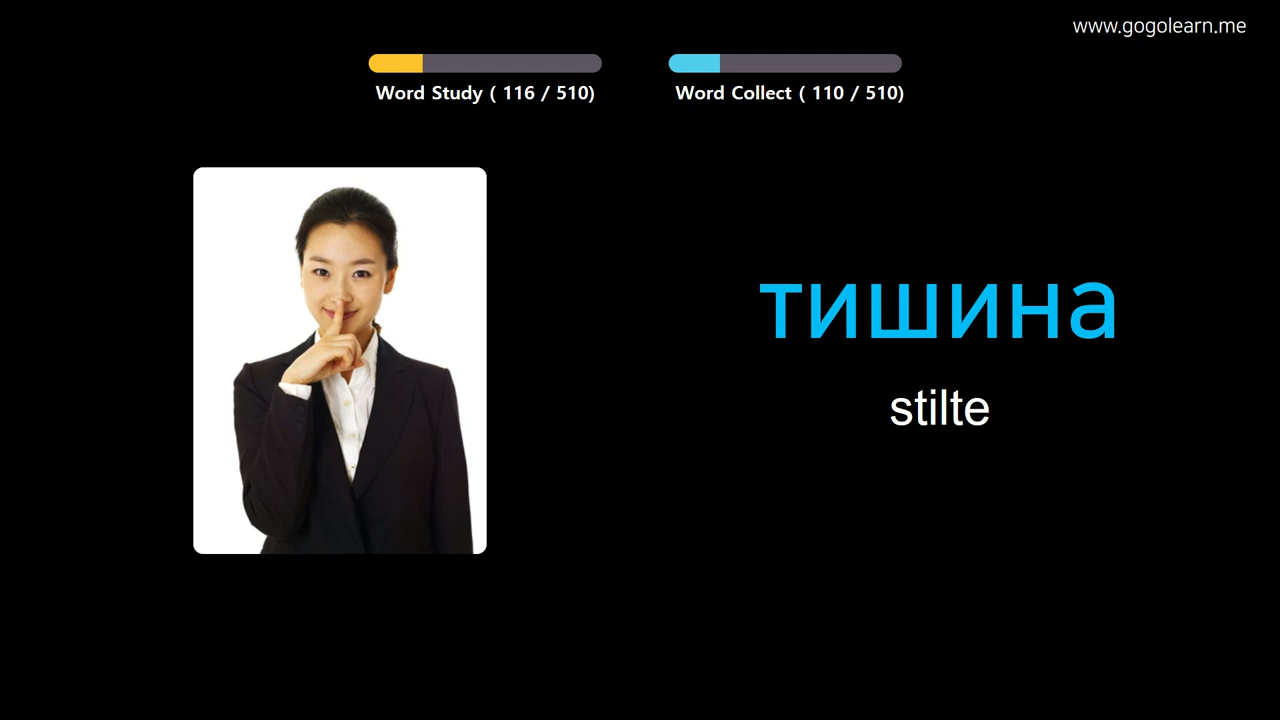 www.gogolearn.me
Word Study ( 116 / 510)
Word Collect ( 110 / 510)
тишина
stilte